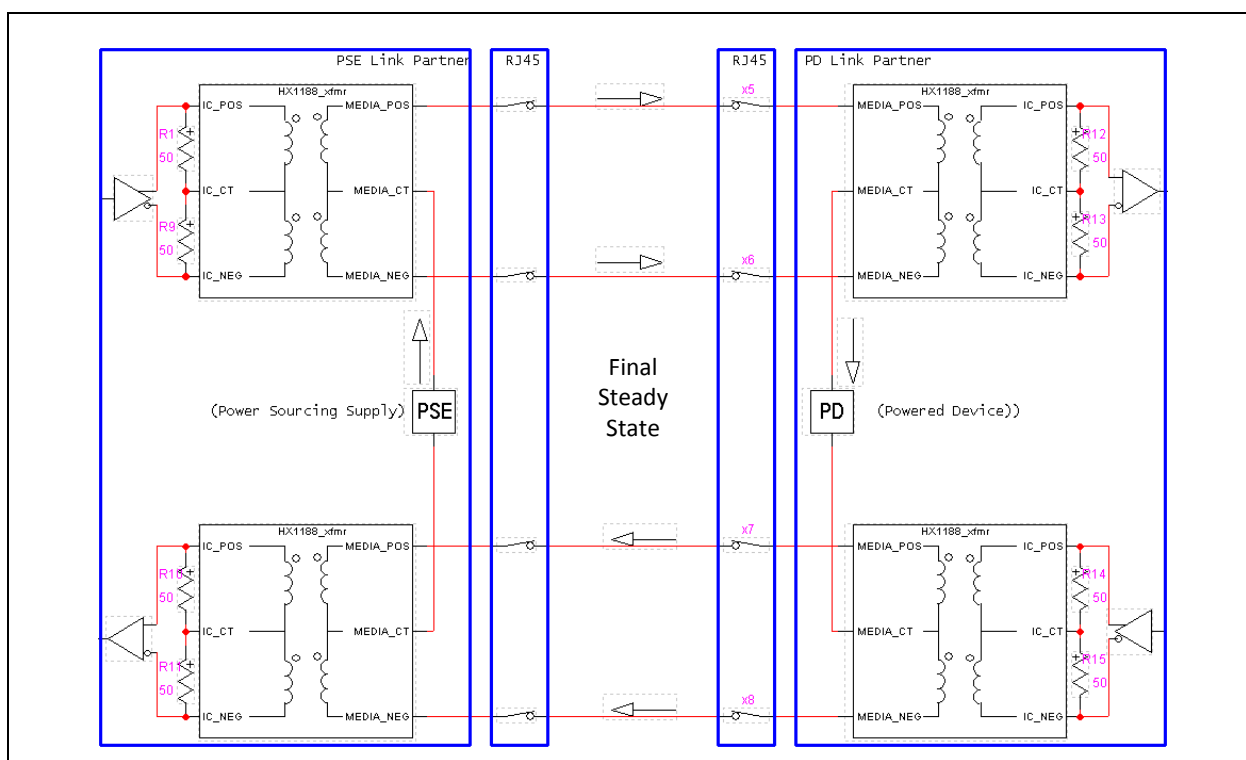 PSE Link Partner
RJ45
RJ45
PD Link Partner
HX1188_xfmr
HX1188_xfmr
IC_POS
MEDIA_POS
x5
MEDIA_POS
IC_POS
R1
50
R12
50
IC_CT
MEDIA_CT
MEDIA_CT
IC_CT
R9
50
R13
50
IC_NEG
MEDIA_NEG
x6
MEDIA_NEG
IC_NEG
Final
Steady
State
(Power Sourcing Supply)
PSE
PD
(Powered Device))
HX1188_xfmr
HX1188_xfmr
IC_POS
MEDIA_POS
x7
MEDIA_POS
IC_POS
R10
50
R14
50
IC_CT
MEDIA_CT
MEDIA_CT
IC_CT
R11
50
R15
50
IC_NEG
MEDIA_NEG
x8
MEDIA_NEG
IC_NEG